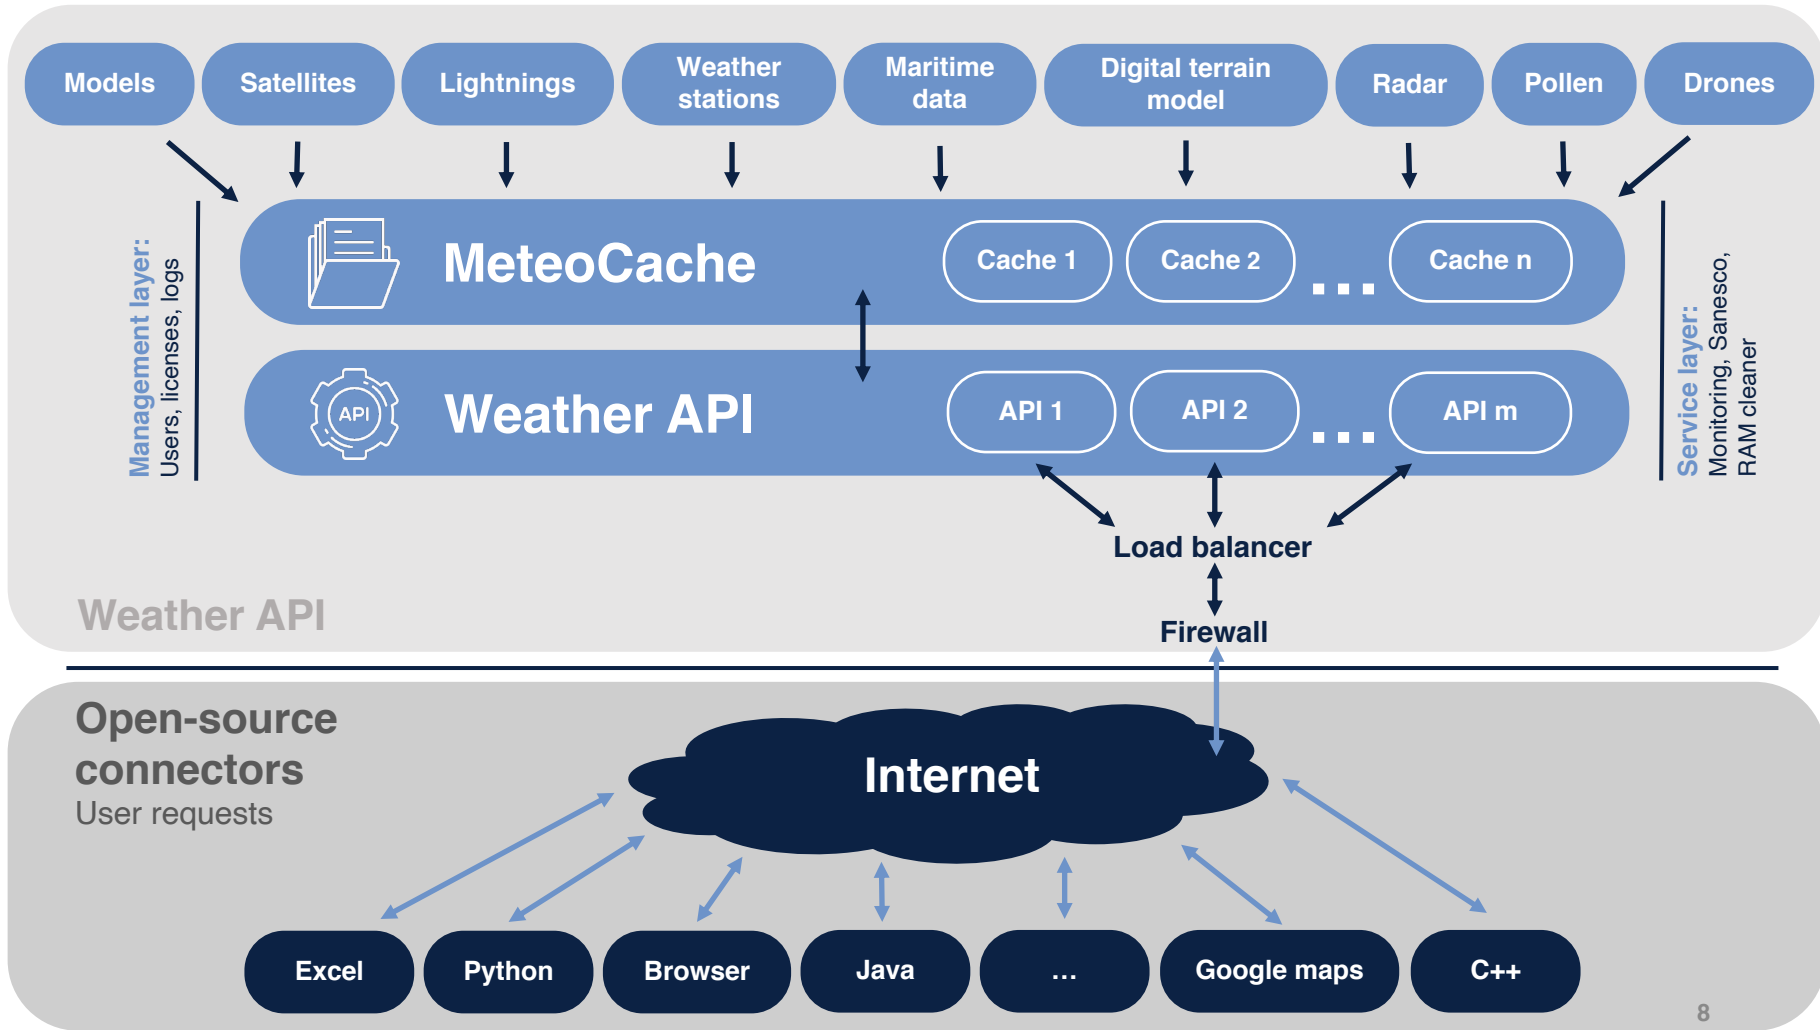 Models
Satellites
Lightnings
Weather
stations
Maritime
data
Digital terrain
model
Radar
Pollen
Drones
Management layer:
Users, licenses, logs
MeteoCache
Cache 1
Cache 2
...
Cache n
Service layer:
Monitoring, Sanesco,
RAM cleaner
API
Weather API
API 1
API 2
...
API m
Load balancer
Weather API
Firewall
Open-source
connectors
User requests
Internet
Excel
Python
Browser
Java
...
Google maps
C++
8